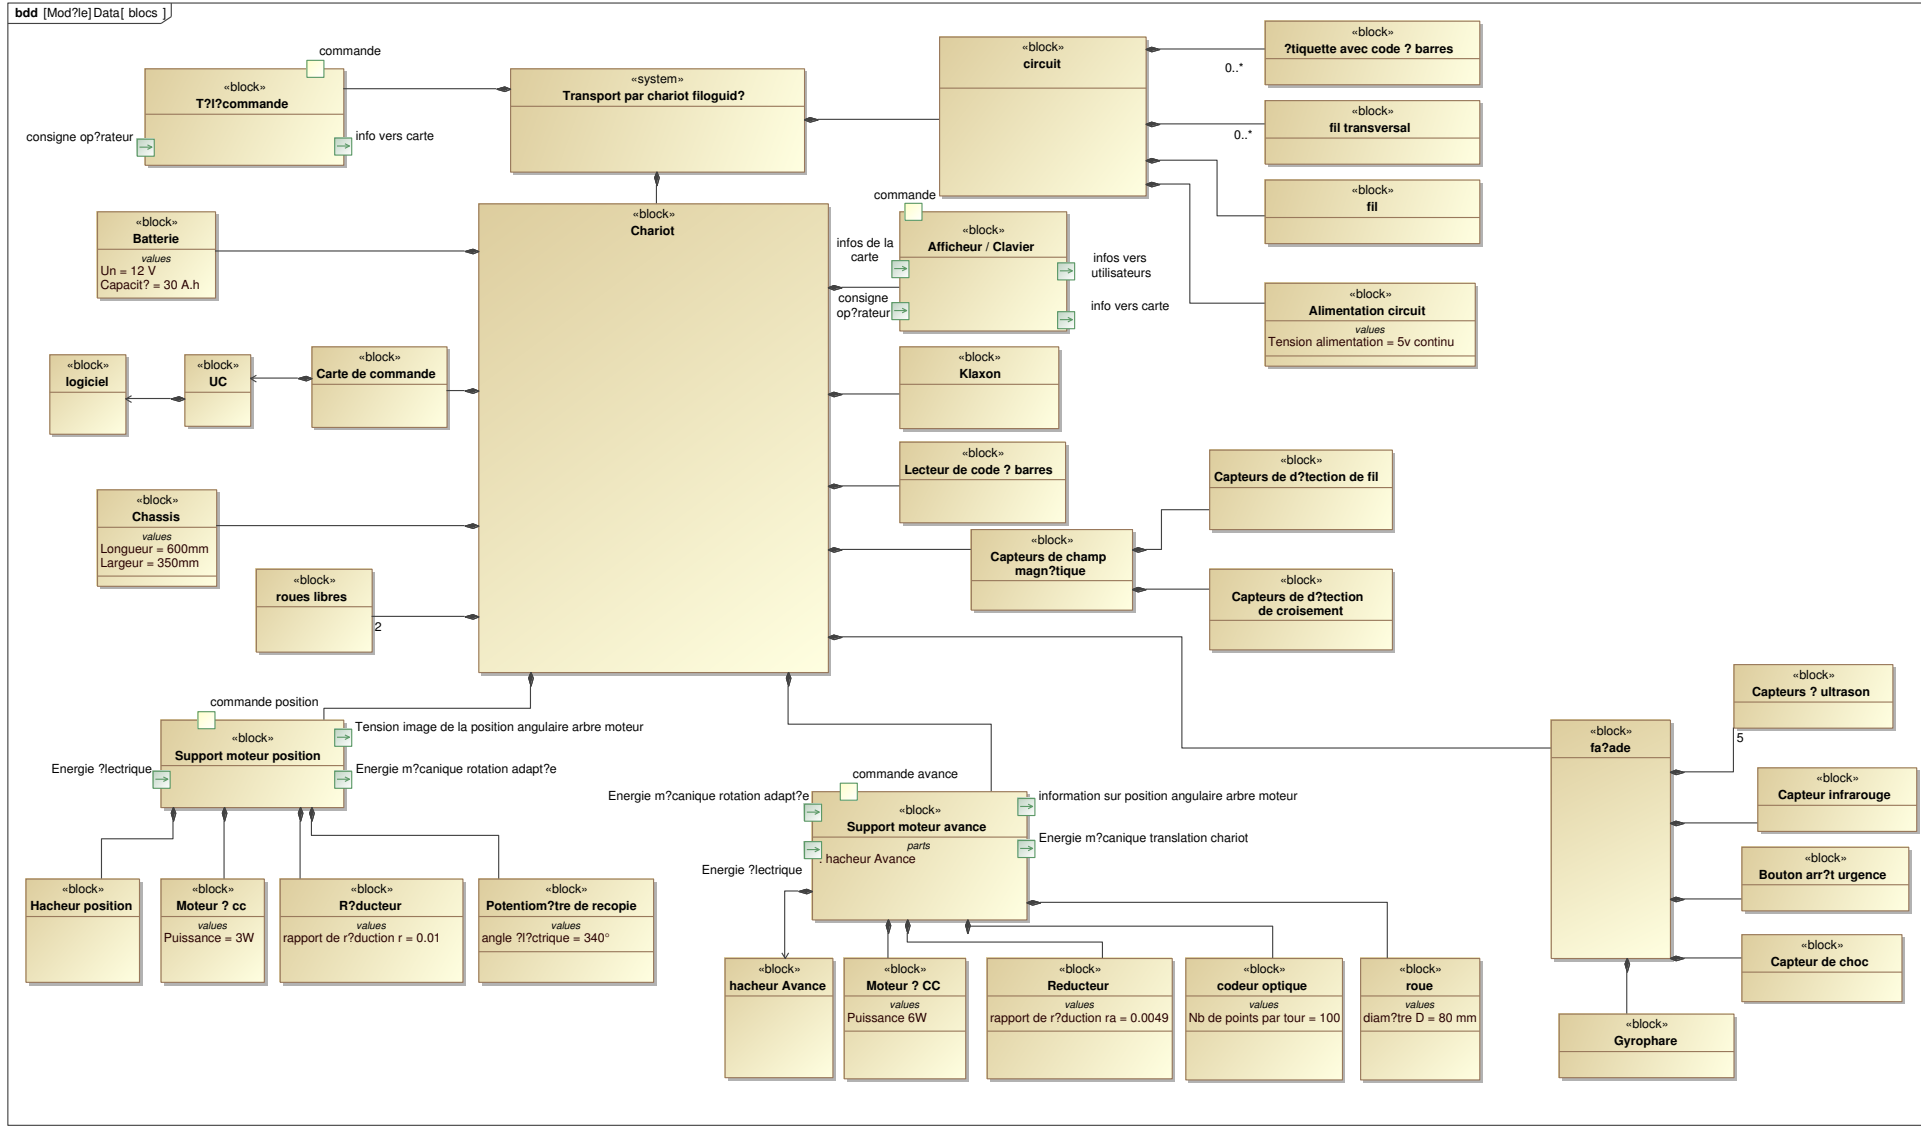 bdd [Mod?le] Data[ blocs ]
commande
«block»
T?l?commande
consigne op?rateur
info vers carte
«system»
Transport par chariot filoguid?
«block»
circuit
«block»
?tiquette avec code ? barres
0..*
«block»
fil transversal
0..*
«block»
fil
«block»
Alimentation circuit
values
Tension alimentation = 5v continu
«block»
Chariot
«block»
Batterie
values
Un = 12 V
Capacit? = 30 A.h
commande
«block»
Afficheur / Clavier
infos de la
carte
consigne
op?rateur
infos vers
utilisateurs
info vers carte
«block»
logiciel
«block»
UC
«block»
Carte de commande
«block»
Klaxon
«block»
Lecteur de code ? barres
«block»
Chassis
values
Longueur = 600mm
Largeur = 350mm
«block»
roues libres
2
«block»
Capteurs de champ
magn?tique
«block»
Capteurs de d?tection de fil
«block»
Capteurs de d?tection
de croisement
commande position
«block»
Support moteur position
Tension image de la position angulaire arbre moteur
Energie ?lectrique
Energie m?canique rotation adapt?e
«block»
Hacheur position
«block»
Moteur ? cc
values
Puissance = 3W
«block»
R?ducteur
values
rapport de r?duction r = 0.01
«block»
Potentiom?tre de recopie
values
angle ?l?ctrique = 340°
commande avance
Energie m?canique rotation adapt?e
information sur position angulaire arbre moteur
«block»
Support moteur avance
parts
: hacheur Avance
Energie m?canique translation chariot
Energie ?lectrique
«block»
hacheur Avance
«block»
Moteur ? CC
values
Puissance 6W
«block»
Reducteur
values
rapport de r?duction ra = 0.0049
«block»
codeur optique
values
Nb de points par tour = 100
«block»
roue
values
diam?tre D = 80 mm
«block»
fa?ade
«block»
Capteurs ? ultrason
5
«block»
Capteur infrarouge
«block»
Bouton arr?t urgence
«block»
Capteur de choc
«block»
Gyrophare